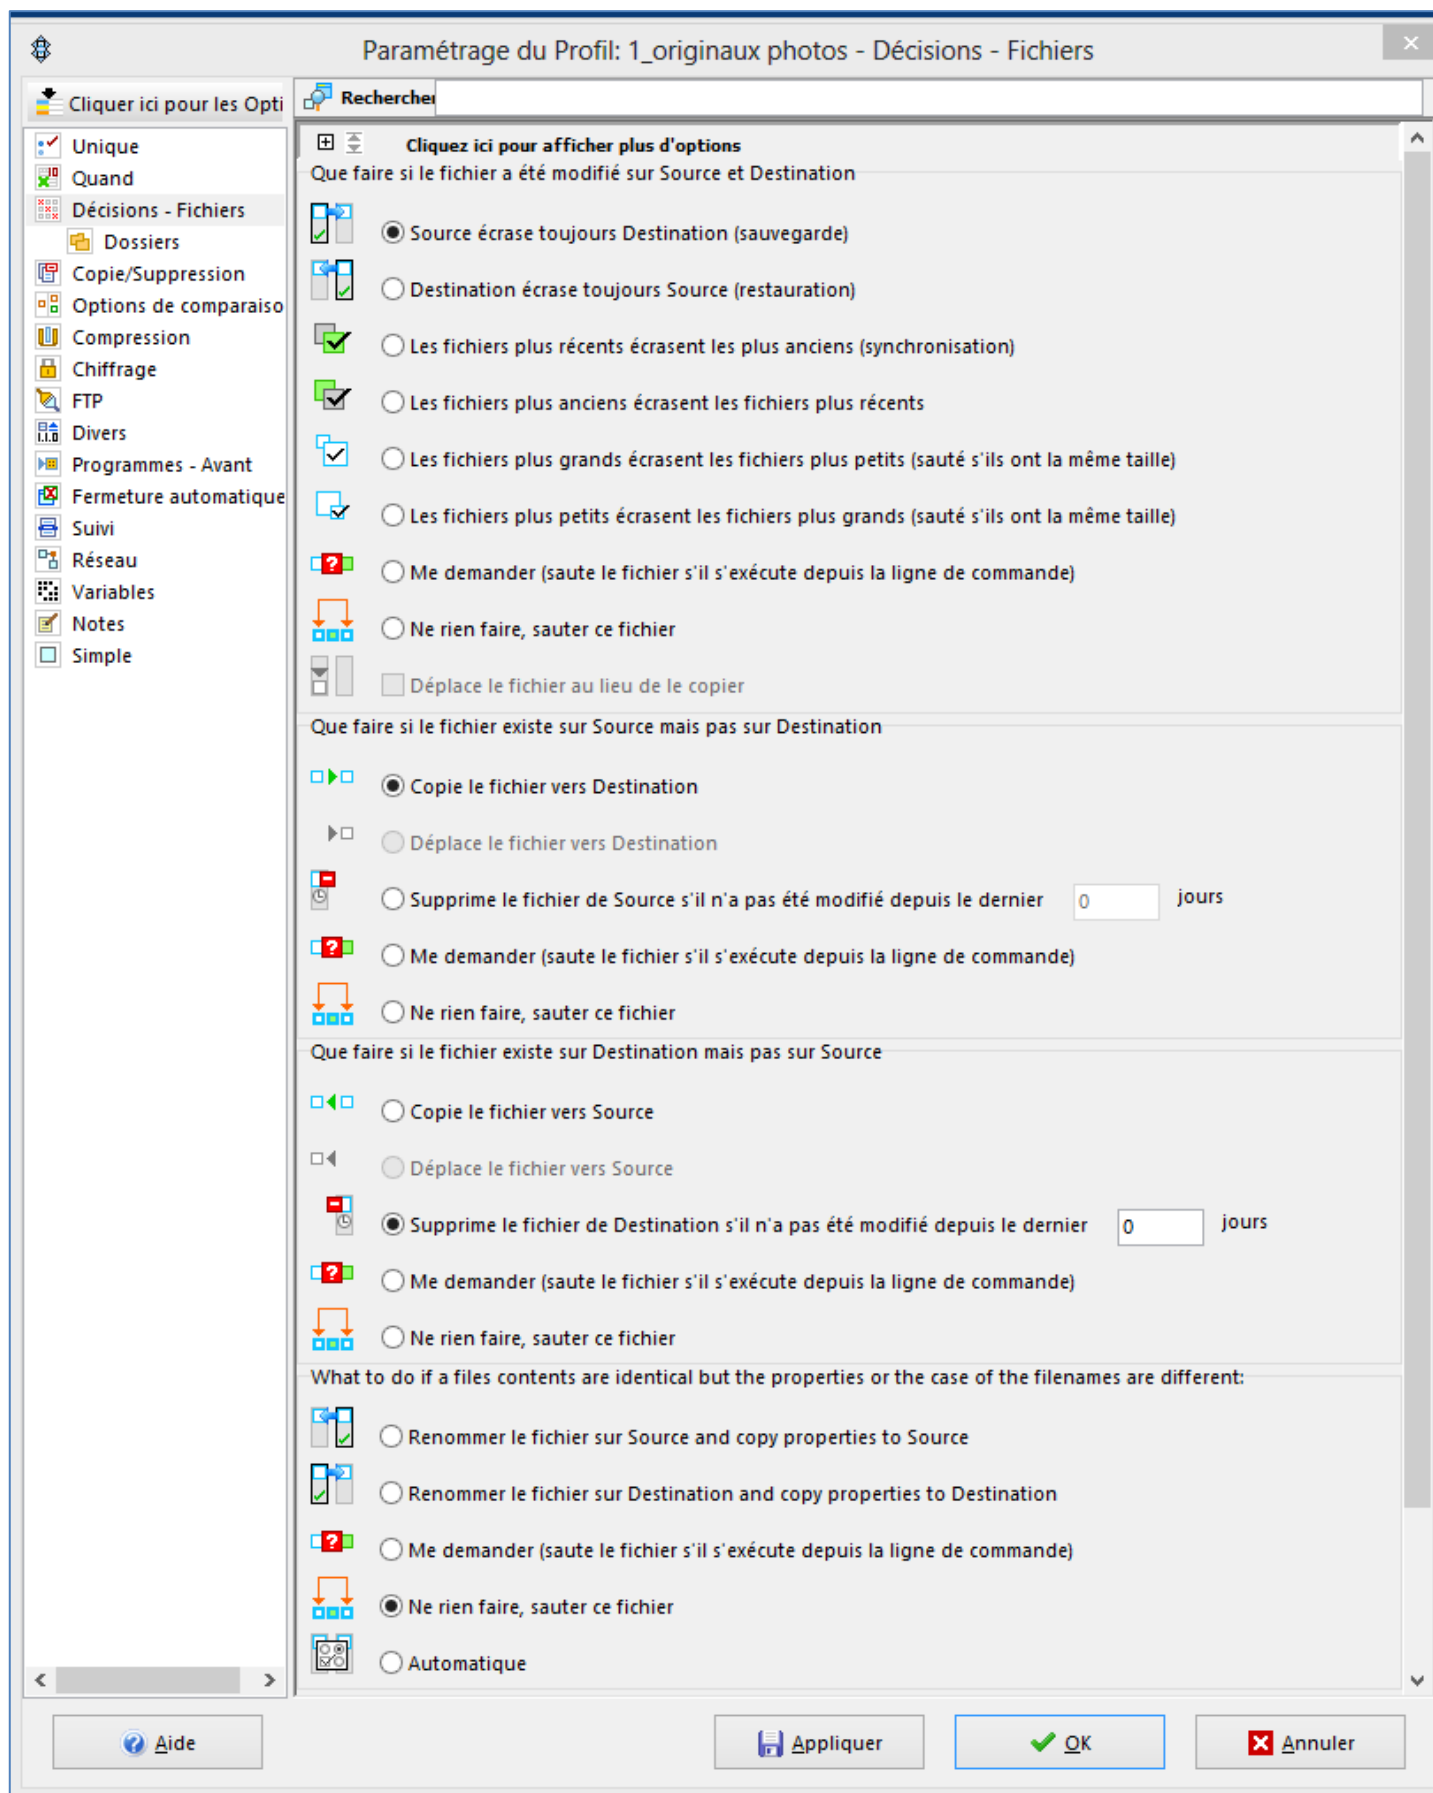 Paramétrage du Profil: 1_originaux photos - Décisions - Fichiers
Cliquer ici pour les Opti
Unique
Quand
Décisions - Fichiers
Dossiers
Copie/Suppression
Options de comparaiso
Compression
Chiffrage
FTP
Divers
Programmes - Avant
Fermeture automatique
Suivi
Réseau
Variables
Notes
Simple
Rechercher
Cliquez ici pour afficher plus d'options
Que faire si le fichier a été modifié sur Source et Destination
Source écrase toujours Destination (sauvegarde)
Destination écrase toujours Source (restauration)
Les fichiers plus récents écrasent les plus anciens (synchronisation)
Les fichiers plus anciens écrasent les fichiers plus récents
Les fichiers plus grands écrasent les fichiers plus petits (sauté s'ils ont la même taille)
Les fichiers plus petits écrasent les fichiers plus grands (sauté s'ils ont la même taille)
Me demander (saute le fichier s'il s'exécute depuis la ligne de commande)
Ne rien faire, sauter ce fichier
Déplace le fichier au lieu de le copier
Que faire si le fichier existe sur Source mais pas sur Destination
Copie le fichier vers Destination
Déplace le fichier vers Destination
Supprime le fichier de Source s'il n'a pas été modifié depuis le dernier 0 jours
Me demander (saute le fichier s'il s'exécute depuis la ligne de commande)
Ne rien faire, sauter ce fichier
Que faire si le fichier existe sur Destination mais pas sur Source
Copie le fichier vers Source
Déplace le fichier vers Source
Supprime le fichier de Destination s'il n'a pas été modifié depuis le dernier 0 jours
Me demander (saute le fichier s'il s'exécute depuis la ligne de commande)
Ne rien faire, sauter ce fichier
What to do if a files contents are identical but the properties or the case of the filenames are different:
Renommer le fichier sur Source and copy properties to Source
Renommer le fichier sur Destination and copy properties to Destination
Me demander (saute le fichier s'il s'exécute depuis la ligne de commande)
Ne rien faire, sauter ce fichier
Automatique
Aide
Appliquer
OK
Annuler